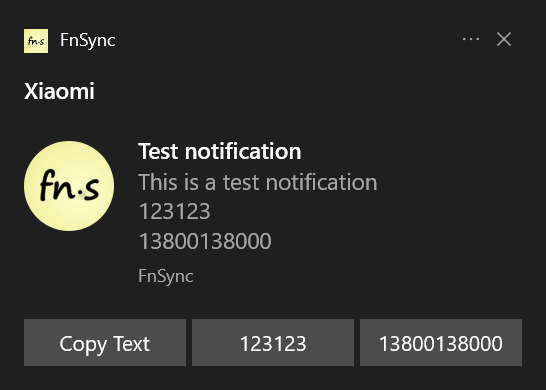 fn.s FnSync
Xiaomi
fn.s
Test notification
This is a test notification
123123
13800138000
FnSync
Copy Text 123123 13800138000